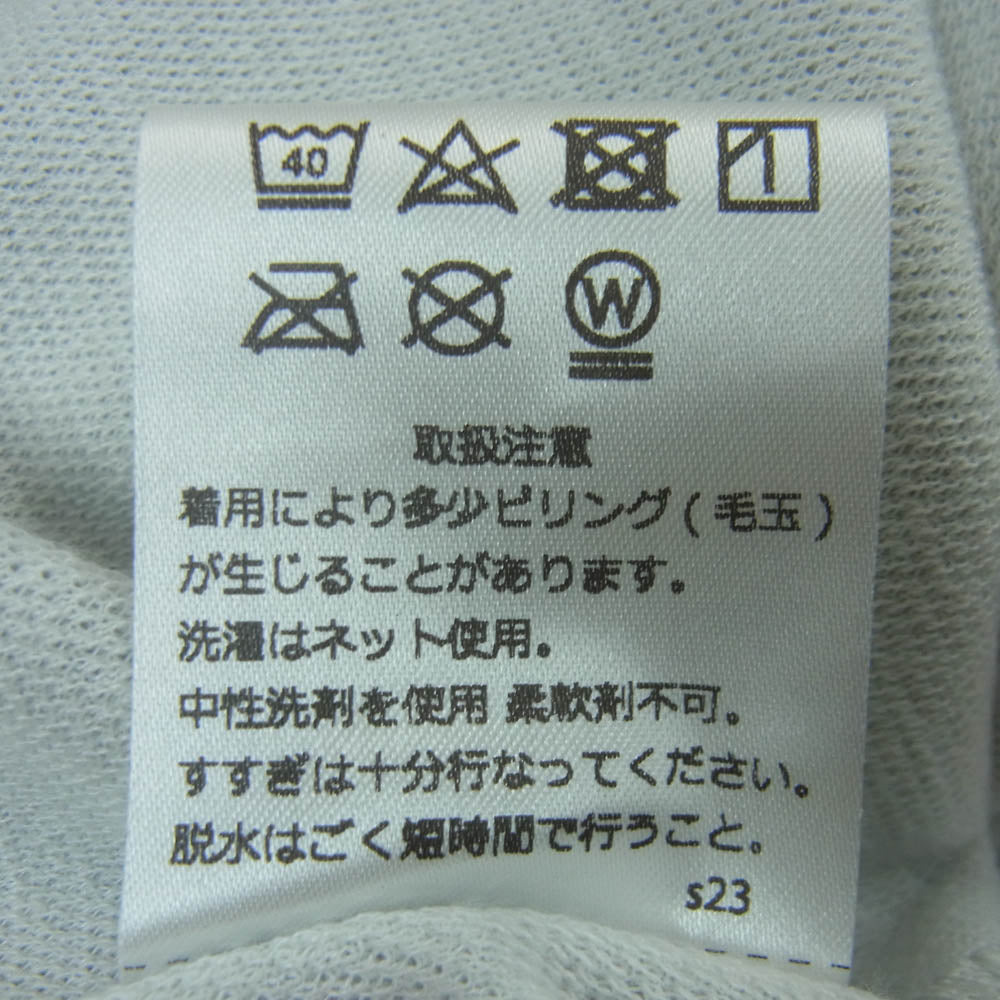 40
W
取扱注意
着用により多少ピリング(毛玉)
が生じることがあります。
洗濯はネット使用。
中性洗剤を使用 柔軟剤不可。
すすぎは十分行なってください。
脱水はごく短時間で行うこと。
s23